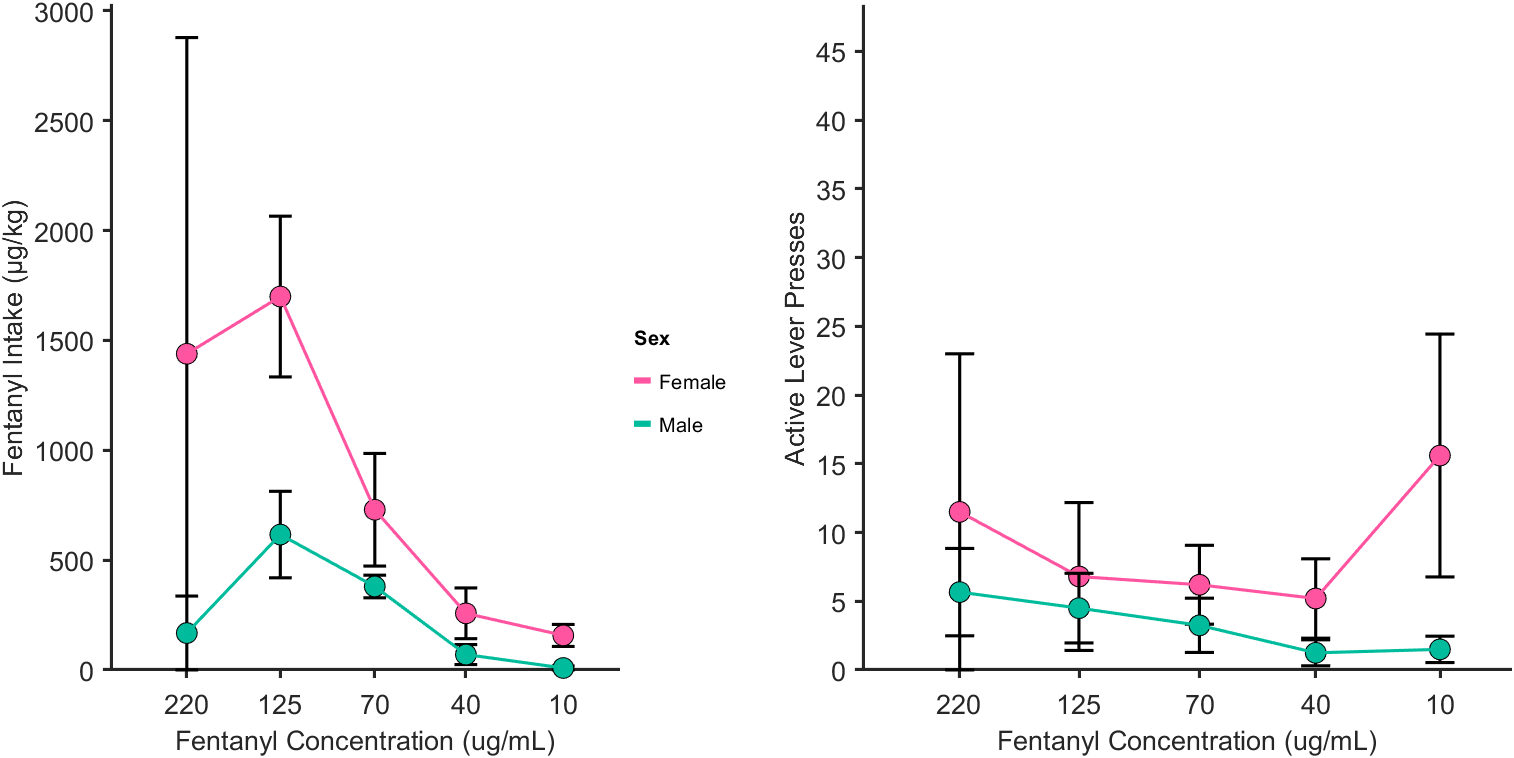 Fentanyl Intake (µg/kg)
3000
2500
2000
1500
1000
500
0
220 125 70 40 10
Fentanyl Concentration (ug/mL)
Sex
Female
Male
Active Lever Presses
45
40
35
30
25
20
15
10
5
0
220 125 70 40 10
Fentanyl Concentration (ug/mL)